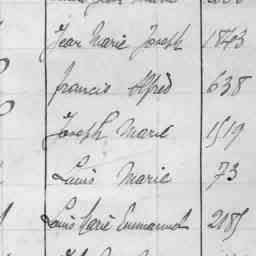 Jean Marie Joseph 1843
Francis Alfred 638
Joseph Marie 1519
Louis Marie 73
Louis Marie Emmanuel 2185